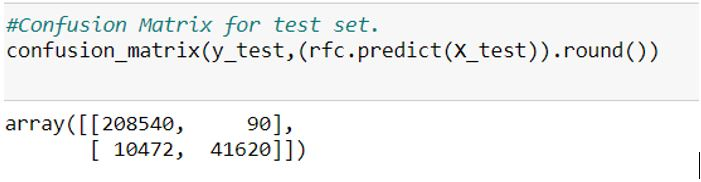 #Confusion Matrix for test set.
confusion_matrix(y_test,(rfc.predict(X_test)).round())
array([[208540,     90],
       [ 10472,  41620]])